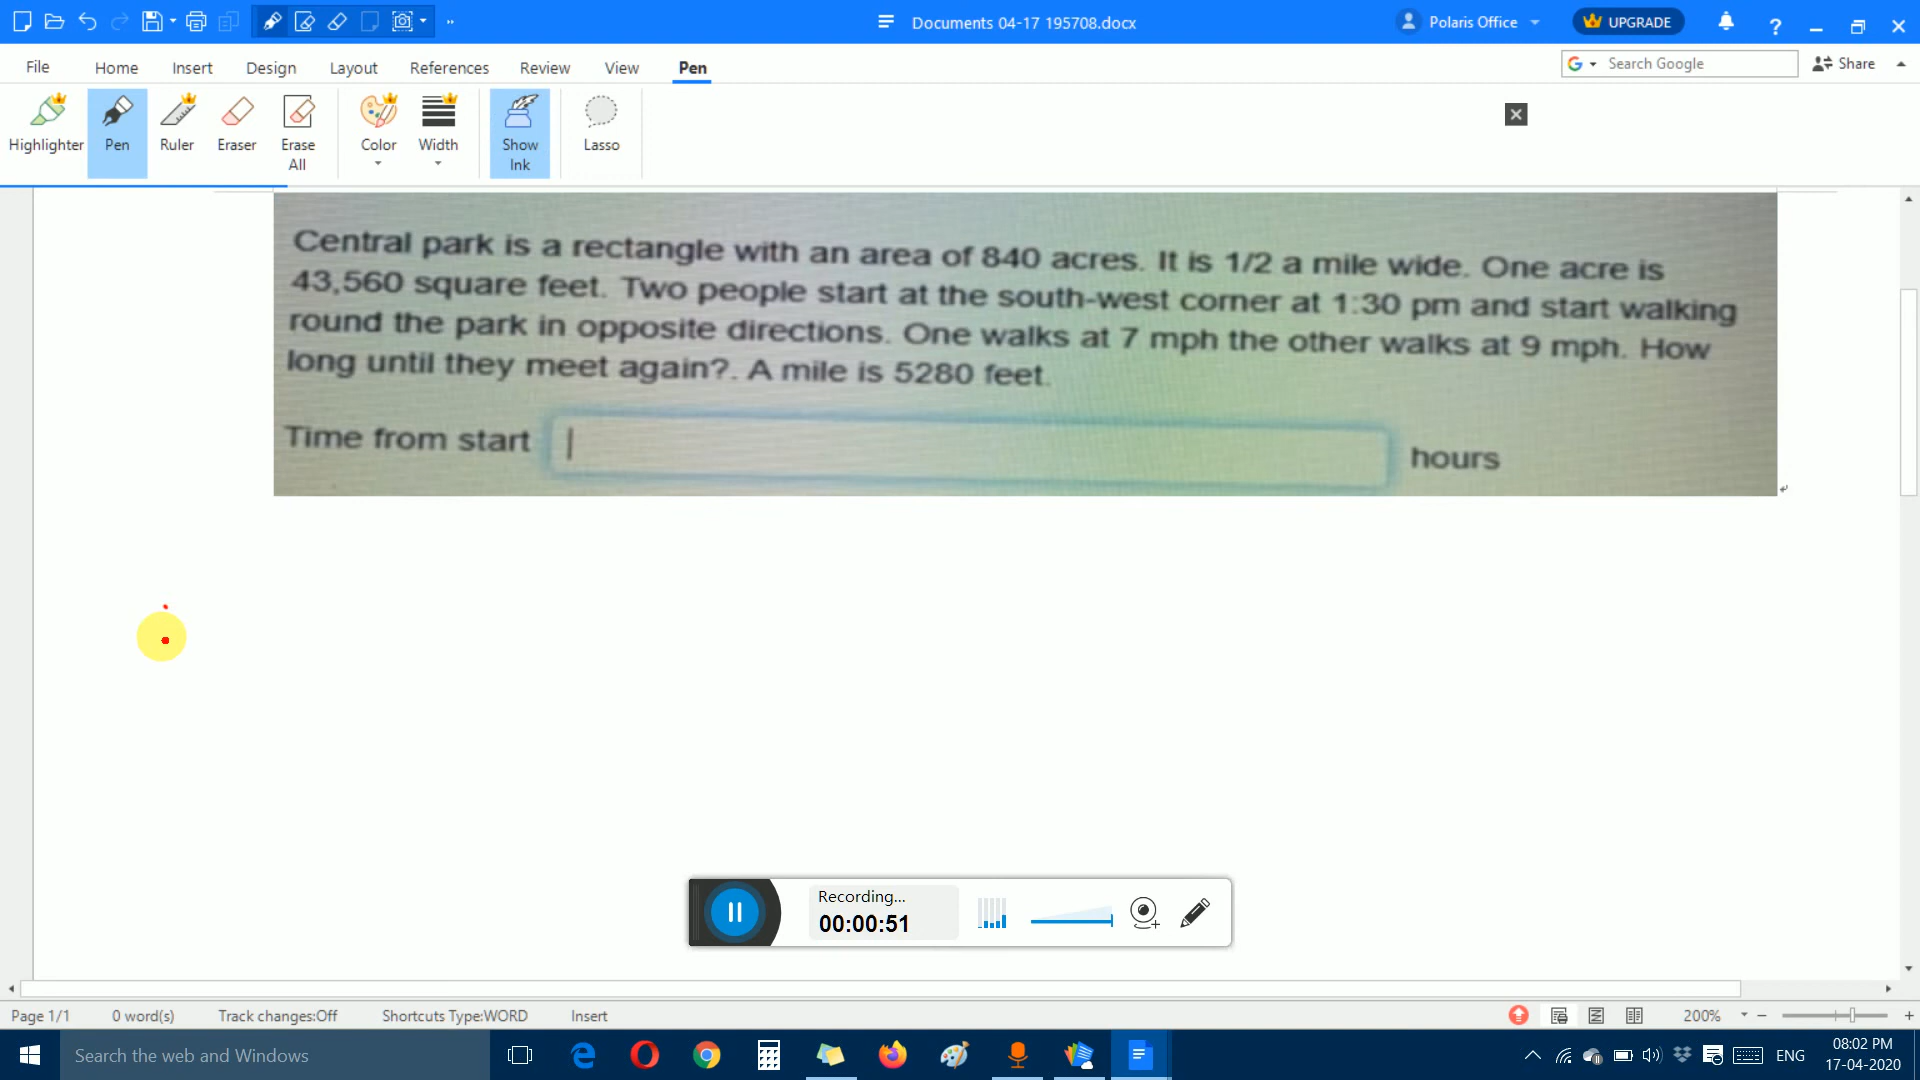 Documents 04-17 195708.docx
Polaris Office
UPGRADE
File Home Insert Design Layout References Review View Pen
Search Google
Share
Highlighter Pen Ruler Eraser Erase All Color Width Show Ink Lasso
Central park is a rectangle with an area of 840 acres. It is 1/2 a mile wide. One acre is
43,560 square feet. Two people start at the south-west corner at 1:30 pm and start walking
round the park in opposite directions. One walks at 7 mph the other walks at 9 mph. How
long until they meet again?. A mile is 5280 feet.
Time from start
hours
Recording...
00:00:51
Page 1/1 0 word(s) Track changes:Off Shortcuts Type:WORD Insert
200%
Search the web and Windows
ENG
08:02 PM
17-04-2020